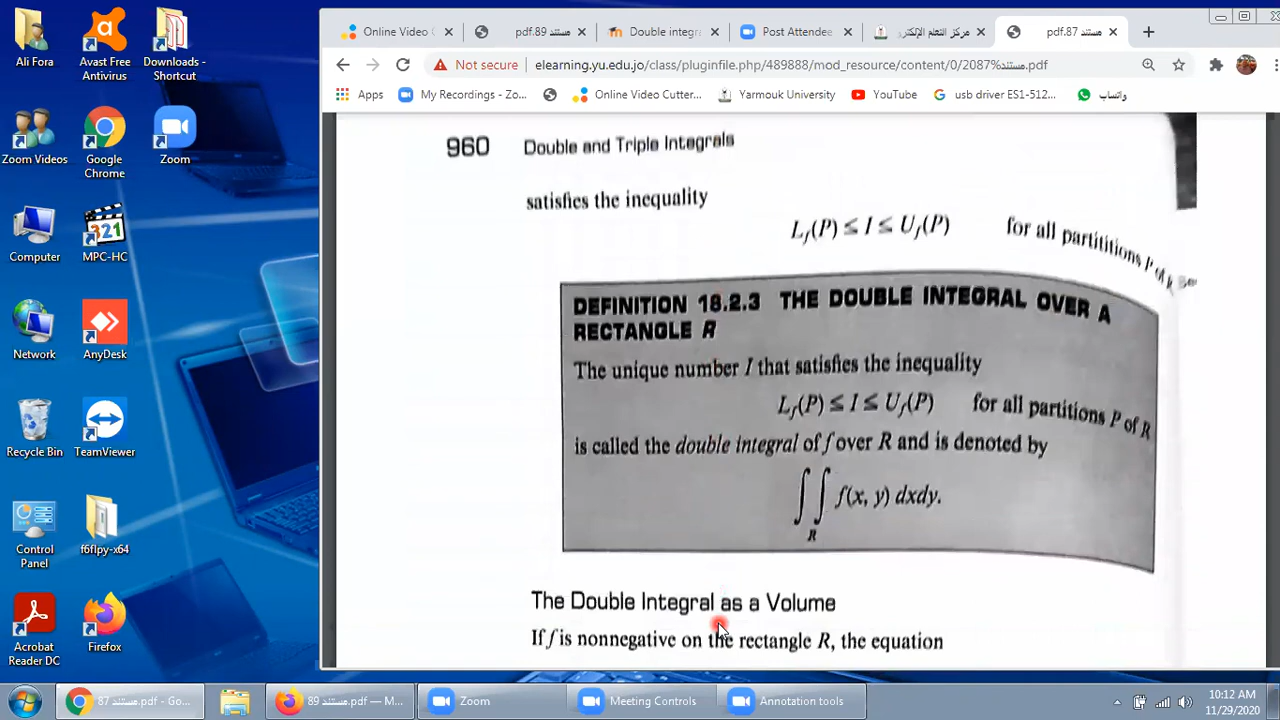 Ali Fora
Avast Free Antivirus
Downloads - Shortcut
Zoom Videos
Google Chrome
Zoom
Computer
MPC-HC
Network
AnyDesk
Recycle Bin
TeamViewer
Control Panel
f6flpy-x64
Acrobat Reader DC
Firefox
Online Video C
مستند 89.pdf
Double integr
Post Attendee
مركز التعلم الإلكترو
مستند 87.pdf
Not secure
elearning.yu.edu.jo/class/pluginfile.php/489888/mod_resource/content/0/2087%مستند.pdf
Apps
My Recordings - Zo...
Online Video Cutter...
Yarmouk University
YouTube
usb driver ES1-512...
واتساب
960 Double and Triple Integrals
satisfies the inequality
L_f(P) ≤ I ≤ U_f(P) for all partititions P of R
DEFINITION 18.2.3 THE DOUBLE INTEGRAL OVER A
RECTANGLE R
The unique number I that satisfies the inequality
L_f(P) ≤ I ≤ U_f(P) for all partitions P of R
is called the double integral of f over R and is denoted by
∫∫ f(x, y) dxdy.
R
The Double Integral as a Volume
If f is nonnegative on the rectangle R, the equation
مستند 87.pdf - Go...
مستند 89.pdf — M...
Zoom
Meeting Controls
Annotation tools
10:12 AM
11/29/2020